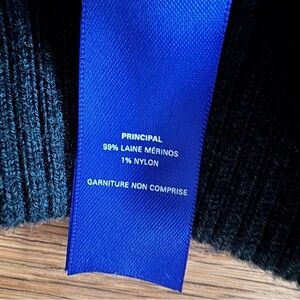 PRINCIPAL
99% LAINE MÉRINOS
1% NYLON
GARNITURE NON COMPRISE